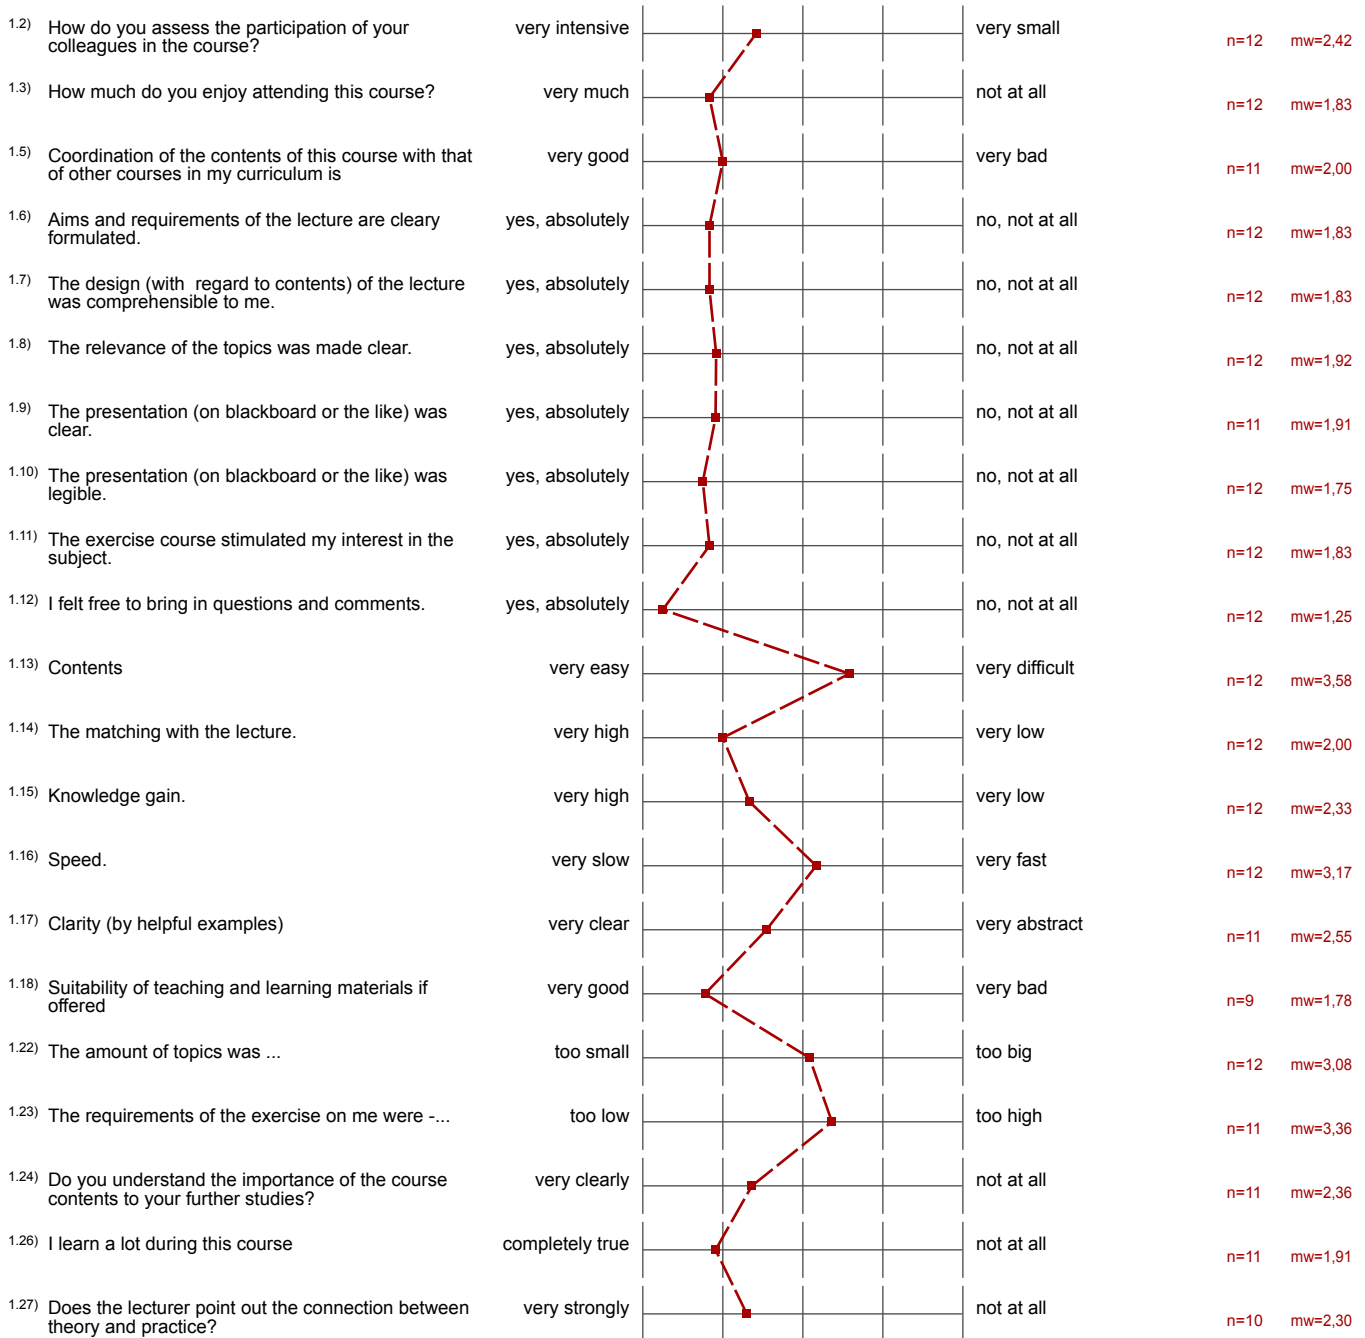 1.2) How do you assess the participation of your
colleagues in the course?
very intensive
very small
n=12 mw=2,42
1.3) How much do you enjoy attending this course?
very much
not at all
n=12 mw=1,83
1.5) Coordination of the contents of this course with that
of other courses in my curriculum is
very good
very bad
n=11 mw=2,00
1.6) Aims and requirements of the lecture are cleary
formulated.
yes, absolutely
no, not at all
n=12 mw=1,83
1.7) The design (with regard to contents) of the lecture
was comprehensible to me.
yes, absolutely
no, not at all
n=12 mw=1,83
1.8) The relevance of the topics was made clear.
yes, absolutely
no, not at all
n=12 mw=1,92
1.9) The presentation (on blackboard or the like) was
clear.
yes, absolutely
no, not at all
n=11 mw=1,91
1.10) The presentation (on blackboard or the like) was
legible.
yes, absolutely
no, not at all
n=12 mw=1,75
1.11) The exercise course stimulated my interest in the
subject.
yes, absolutely
no, not at all
n=12 mw=1,83
1.12) I felt free to bring in questions and comments.
yes, absolutely
no, not at all
n=12 mw=1,25
1.13) Contents
very easy
very difficult
n=12 mw=3,58
1.14) The matching with the lecture.
very high
very low
n=12 mw=2,00
1.15) Knowledge gain.
very high
very low
n=12 mw=2,33
1.16) Speed.
very slow
very fast
n=12 mw=3,17
1.17) Clarity (by helpful examples)
very clear
very abstract
n=11 mw=2,55
1.18) Suitability of teaching and learning materials if
offered
very good
very bad
n=9 mw=1,78
1.22) The amount of topics was ...
too small
too big
n=12 mw=3,08
1.23) The requirements of the exercise on me were -...
too low
too high
n=11 mw=3,36
1.24) Do you understand the importance of the course
contents to your further studies?
very clearly
not at all
n=11 mw=2,36
1.26) I learn a lot during this course
completely true
not at all
n=11 mw=1,91
1.27) Does the lecturer point out the connection between
theory and practice?
very strongly
not at all
n=10 mw=2,30